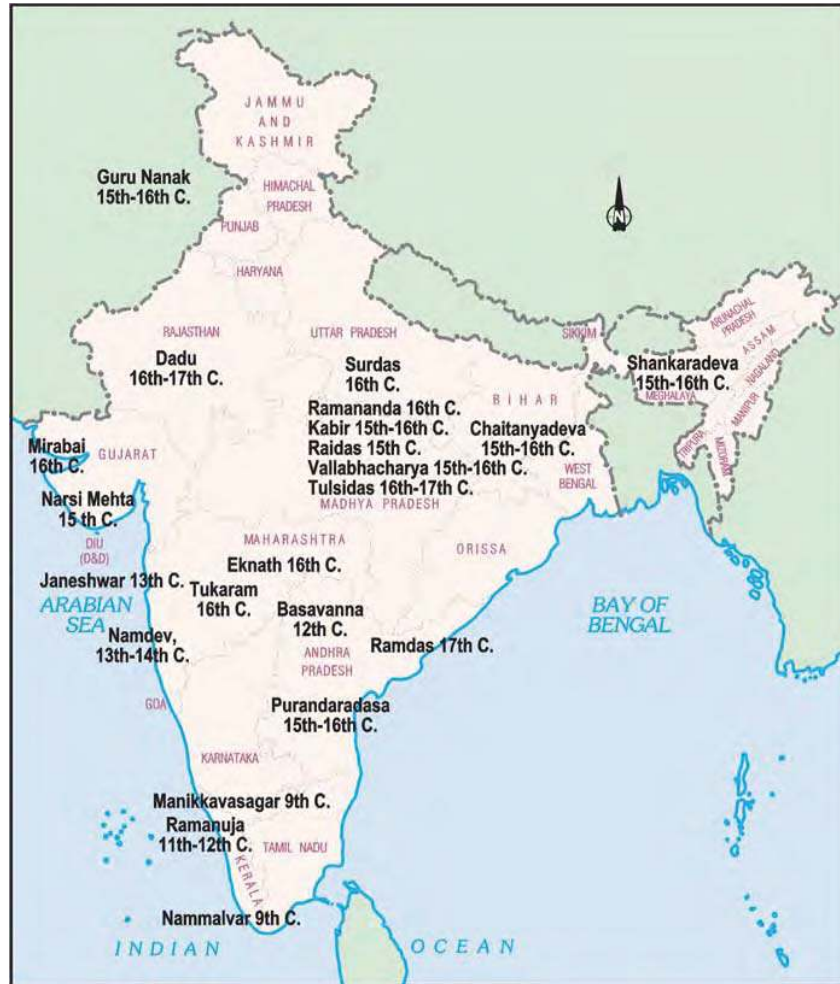 JAMMU
AND
KASHMIR
Guru Nanak
15th-16th C.
HIMACHAL
PRADESH
PUNJAB
N
HARYANA
ARUNACHAL
PRADESH
RAJASTHAN
UTTAR PRADESH
SIKKIM
ASSAM
NAGALAND
Dadu
16th-17th C.
Surdas
16th C.
Shankaradeva
15th-16th C.
MEGHALAYA
MANIPUR
BIHAR
Ramananda 16th C.
Kabir 15th-16th C.
Raidas 15th C.
Vallabhacharya 15th-16th C.
Tulsidas 16th-17th C.
Chaitanyadeva
15th-16th C.
TRIPURA
MIZORAM
Mirabai
16th C.
GUJARAT
WEST
BENGAL
Narsi Mehta
15 th C.
MADHYA PRADESH
DIU
(D&D)
MAHARASHTRA
ORISSA
Eknath 16th C.
Janeshwar 13th C.
Tukaram
16th C.
ARABIAN
SEA
Basavanna
12th C.
BAY OF
BENGAL
Namdev,
13th-14th C.
Ramdas 17th C.
ANDHRA
PRADESH
GOA
Purandaradasa
15th-16th C.
KARNATAKA
Manikkavasagar 9th C.
Ramanuja
11th-12th C.
TAMIL NADU
KERALA
Nammalvar 9th C.
INDIAN OCEAN